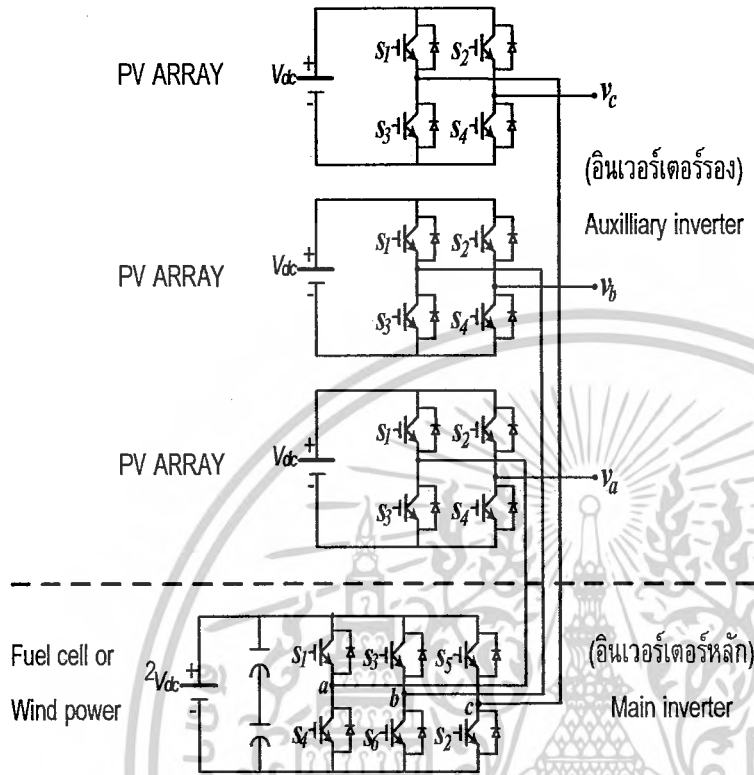 PV ARRAY
Vdc
+
-
S1
S2
S3
S4
vc
(อินเวอร์เตอร์รอง)
Auxilliary inverter
PV ARRAY
Vdc
+
-
S1
S2
S3
S4
vb
PV ARRAY
Vdc
+
-
S1
S2
S3
S4
va
Fuel cell or
Wind power
2Vdc
+
-
S1
S3
S5
a
b
c
S4
S6
S2
(อินเวอร์เตอร์หลัก)
Main inverter